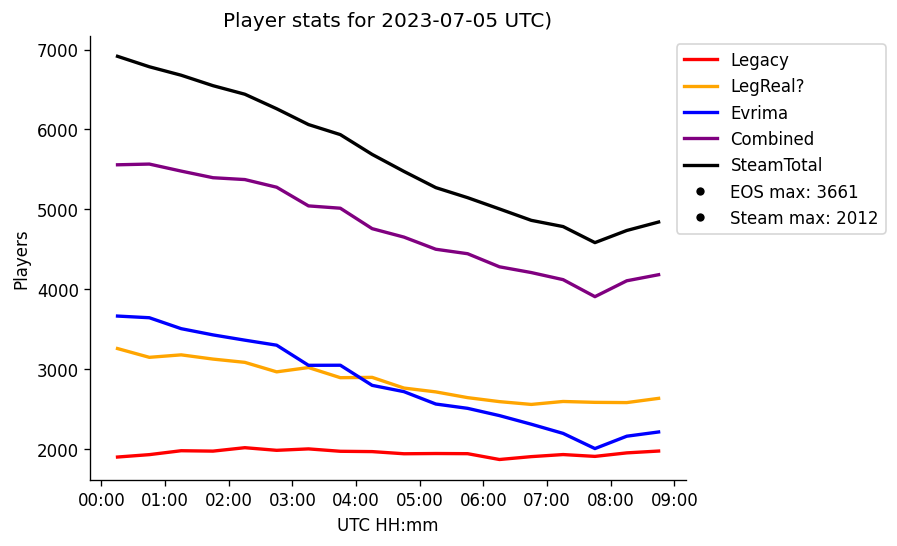 Player stats for 2023-07-05 UTC)
7000
6000
5000
4000
3000
2000
Players
00:00 01:00 02:00 03:00 04:00 05:00 06:00 07:00 08:00 09:00
UTC HH:mm
Legacy
LegReal?
Evrima
Combined
SteamTotal
EOS max: 3661
Steam max: 2012